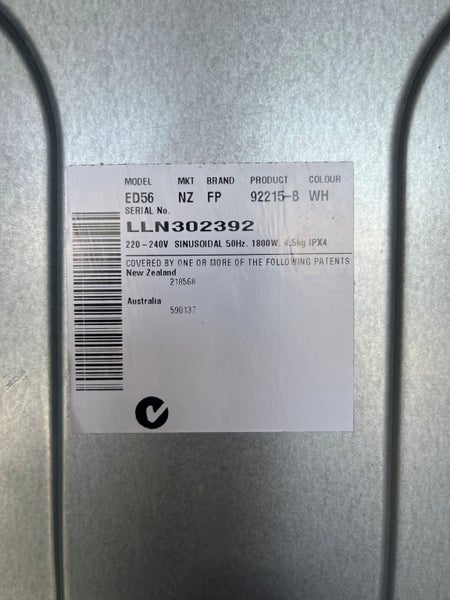 MODEL MKT BRAND PRODUCT COLOUR
ED56 NZ FP 92215-B WH
SERIAL No.
LLN302392
220-240V SINUSOIDAL 50Hz. 1800W. 4.5kg IPX4
COVERED BY ONE OR MORE OF THE FOLLOWING PATENTS
New Zealand
218568
Australia
590137